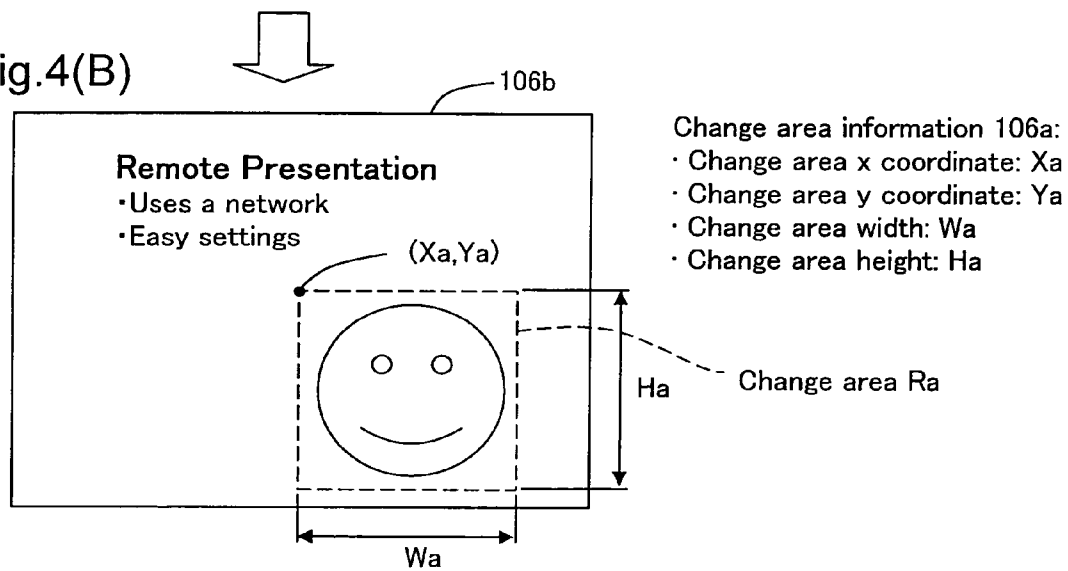 ig.4(B)
106b
Remote Presentation
·Uses a network
·Easy settings
(Xa,Ya)
Change area information 106a:
· Change area x coordinate: Xa
· Change area y coordinate: Ya
· Change area width: Wa
· Change area height: Ha
Ha
Change area Ra
Wa